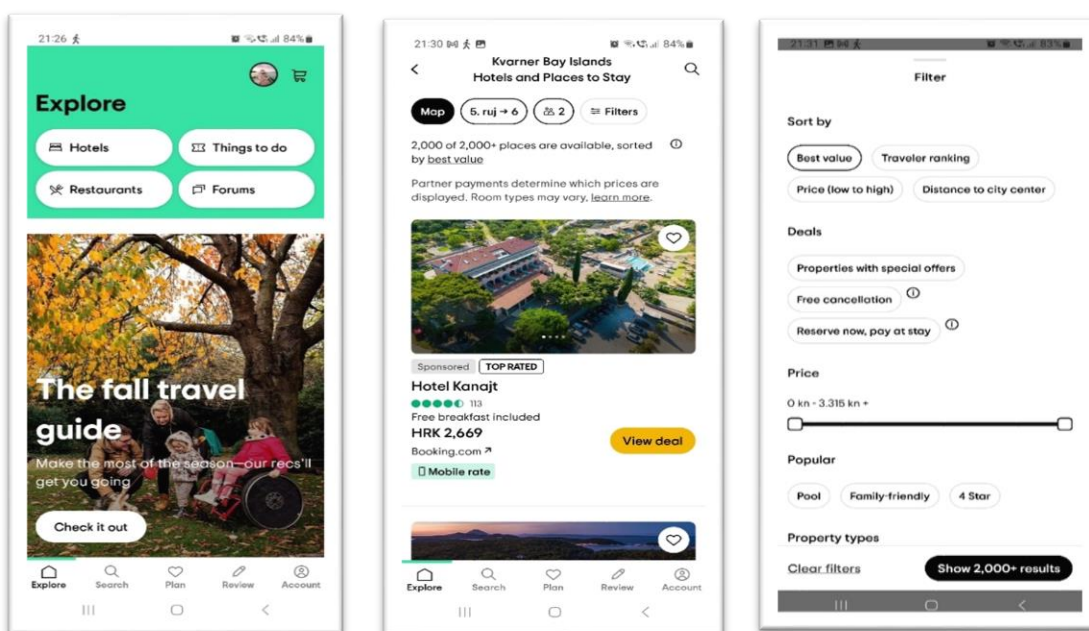 21:26
84%
Explore
Hotels
Things to do
Restaurants
Forums
The fall travel
guide
Make the most of the season—our recs'll
get you going
Check it out
Explore
Search
Plan
Review
Account
21:30
84%
Kvarner Bay Islands
Hotels and Places to Stay
Map
5. ruj → 6
2
Filters
2,000 of 2,000+ places are available, sorted
by best value
Partner payments determine which prices are
displayed. Room types may vary, learn more.
Sponsored
TOP RATED
Hotel Kanajt
113
Free breakfast included
HRK 2,669
View deal
Booking.com ↗
Mobile rate
Explore
Search
Plan
Review
Account
21:31
83%
Filter
Sort by
Best value
Traveler ranking
Price (low to high)
Distance to city center
Deals
Properties with special offers
Free cancellation
Reserve now, pay at stay
Price
0 kn - 3.315 kn +
Popular
Pool
Family-friendly
4 Star
Property types
Clear filters
Show 2,000+ results